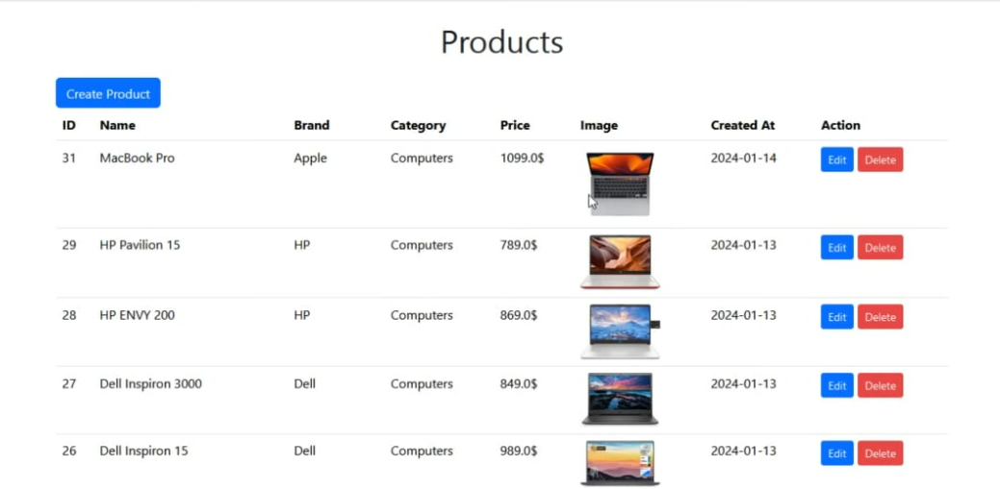 Products
Create Product
ID Name Brand Category Price Image Created At Action
31 MacBook Pro Apple Computers 1099.0$ 2024-01-14 Edit Delete
29 HP Pavilion 15 HP Computers 789.0$ 2024-01-13 Edit Delete
28 HP ENVY 200 HP Computers 869.0$ 2024-01-13 Edit Delete
27 Dell Inspiron 3000 Dell Computers 849.0$ 2024-01-13 Edit Delete
26 Dell Inspiron 15 Dell Computers 989.0$ 2024-01-13 Edit Delete